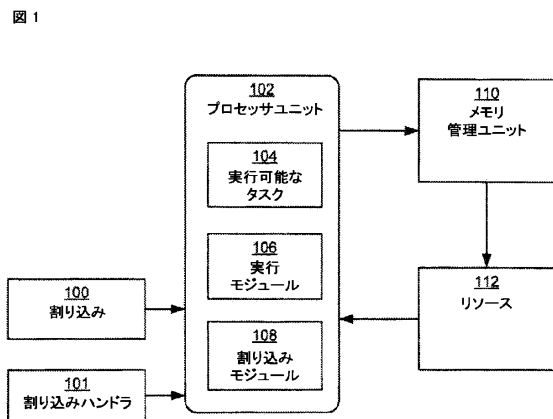 図 1
102
プロセッサユニット
104
実行可能な
タスク
106
実行
モジュール
108
割り込み
モジュール
110
メモリ
管理ユニット
112
リソース
100
割り込み
101
割り込みハンドラ